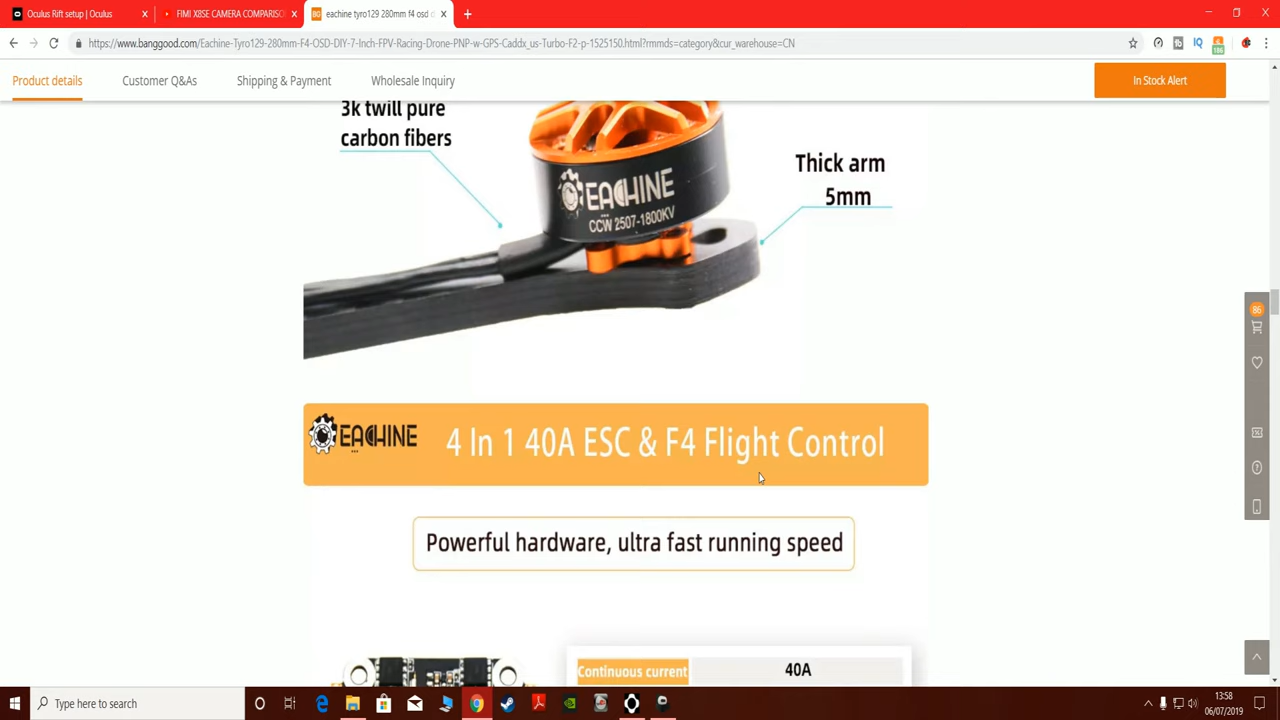 Oculus Rift setup | Oculus
FIMI X8SE CAMERA COMPARISO
BG
eachine tyro129 280mm f4 osd d
https://www.banggood.com/Eachine-Tyro129-280mm-F4-OSD-DIY-7-Inch-FPV-Racing-Drone-PNP-w-GPS-Caddx_us-Turbo-F2-p-1525150.html?rmmds=category&cur_warehouse=CN
186
Product details
Customer Q&As
Shipping & Payment
Wholesale Inquiry
In Stock Alert
3k twill pure
carbon fibers
Thick arm
5mm
EACHINE
CCW 2507-1800KV
86
EACHINE
4 In 1 40A ESC & F4 Flight Control
Powerful hardware, ultra fast running speed
Continuous current
40A
Type here to search
13:58
06/07/2019